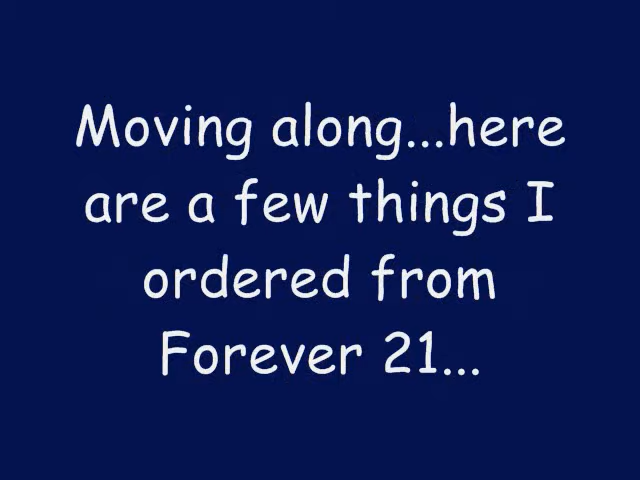 Moving along...here
are a few things I
ordered from
Forever 21...